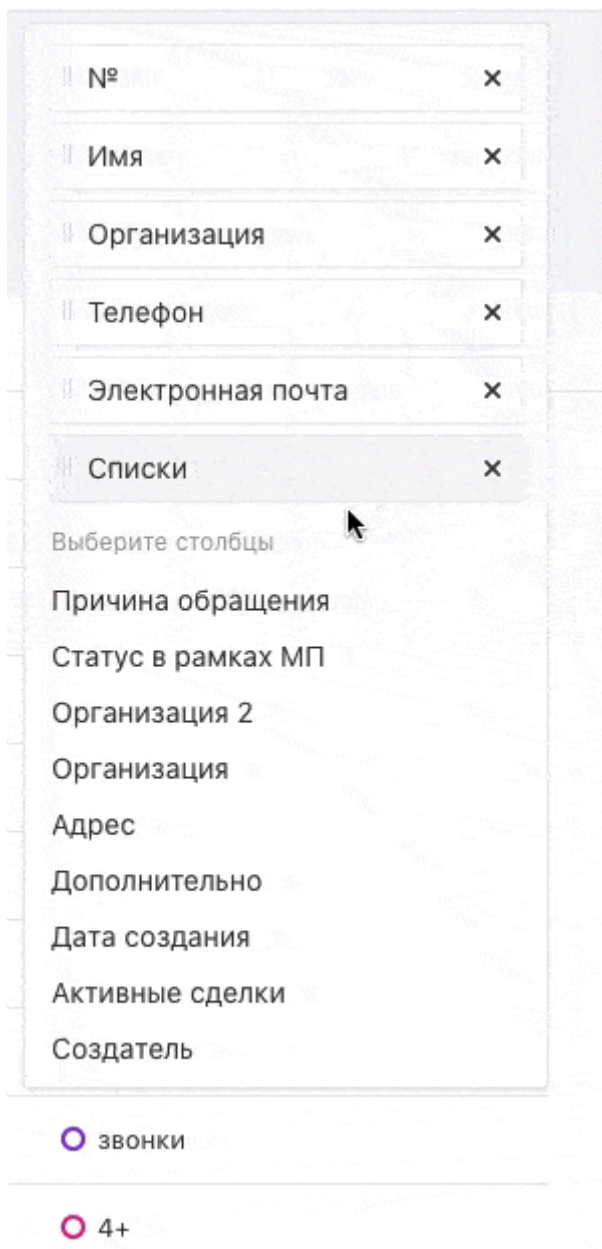 №
Имя
Организация
Телефон
Электронная почта
Списки
Выберите столбцы
Причина обращения
Статус в рамках МП
Организация 2
Организация
Адрес
Дополнительно
Дата создания
Активные сделки
Создатель
звонки
4+